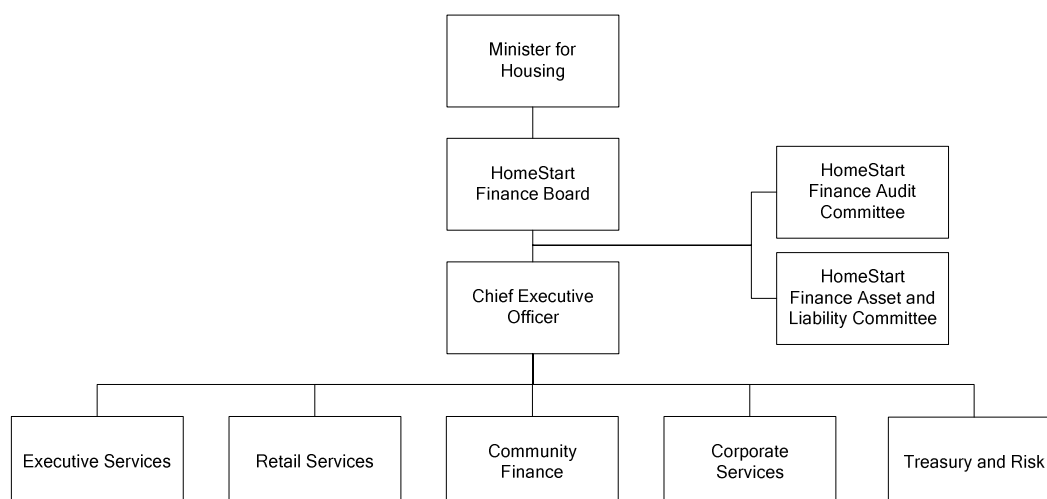 Minister for
Housing
HomeStart
Finance Board
HomeStart
Finance Audit
Committee
Chief Executive
Officer
HomeStart
Finance Asset and
Liability Committee
Executive Services
Retail Services
Community
Finance
Corporate
Services
Treasury and Risk